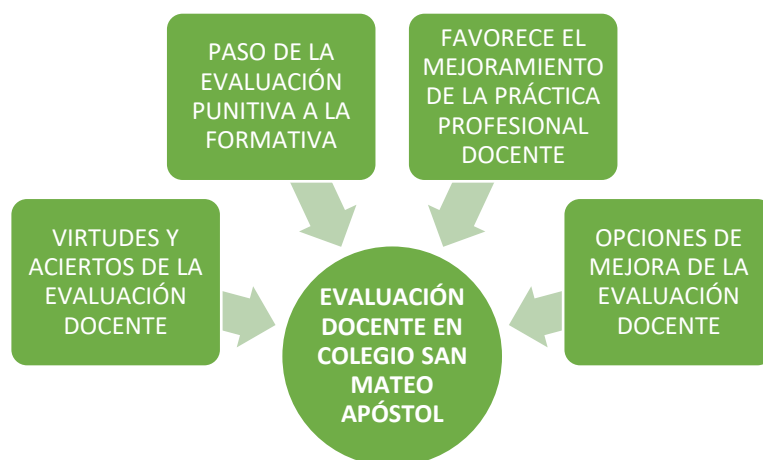 PASO DE LA
EVALUACIÓN
PUNITIVA A LA
FORMATIVA
FAVORECE EL
MEJORAMIENTO
DE LA PRÁCTICA
PROFESIONAL
DOCENTE
VIRTUDES Y
ACIERTOS DE LA
EVALUACIÓN
DOCENTE
OPCIONES DE
MEJORA DE LA
EVALUACIÓN
DOCENTE
EVALUACIÓN
DOCENTE EN
COLEGIO SAN
MATEO
APÓSTOL